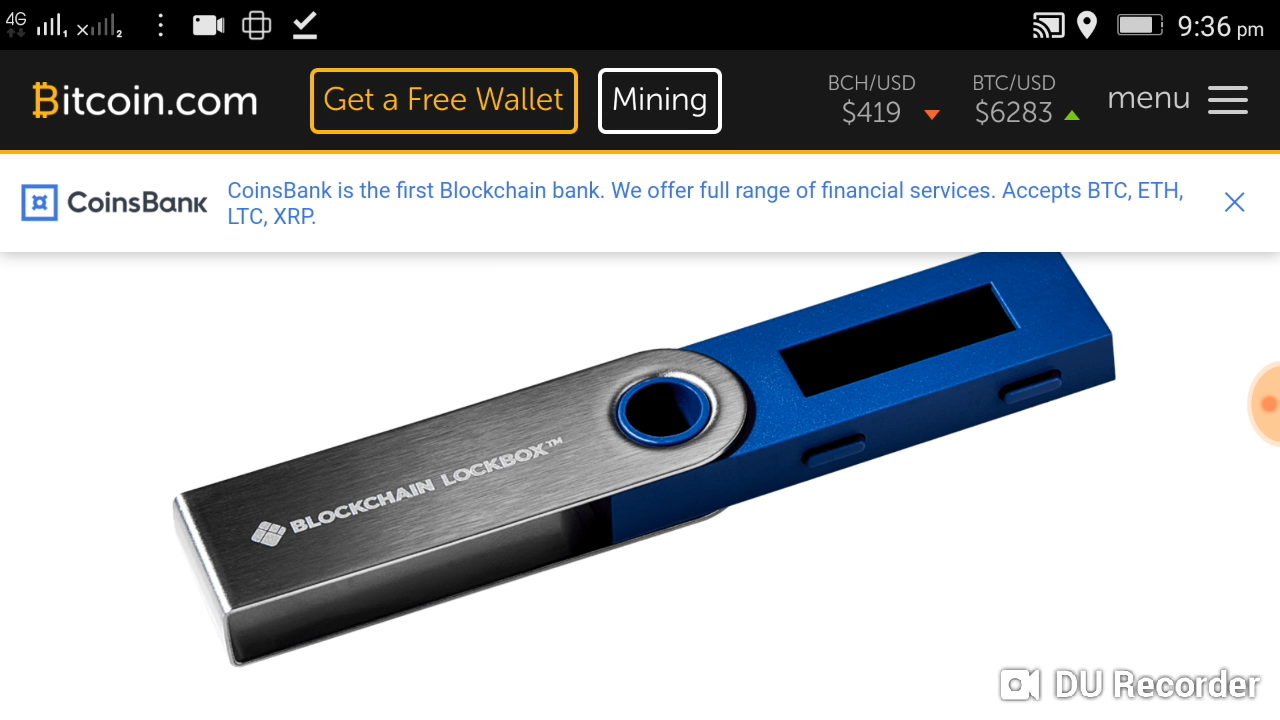 4G 1 x 2 9:36 pm
Bitcoin.com Get a Free Wallet Mining BCH/USD $419 BTC/USD $6283 menu
CoinsBank CoinsBank is the first Blockchain bank. We offer full range of financial services. Accepts BTC, ETH,
LTC, XRP.
BLOCKCHAIN LOCKBOX™
DU Recorder